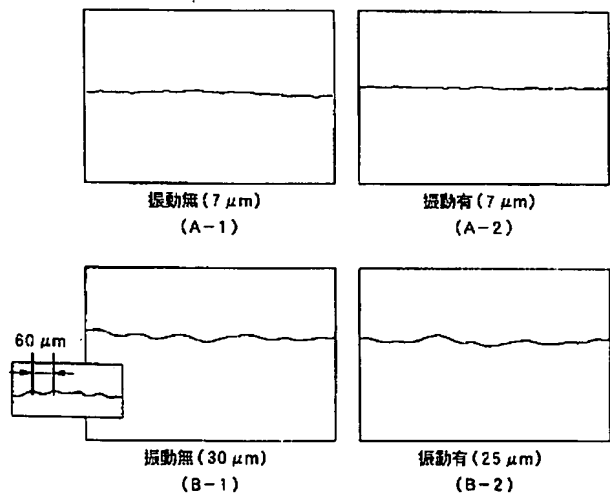 振動無(7 μm)
(A-1)
振動有(7 μm)
(A-2)
60 μm
振動無(30 μm)
(B-1)
振動有(25 μm)
(B-2)